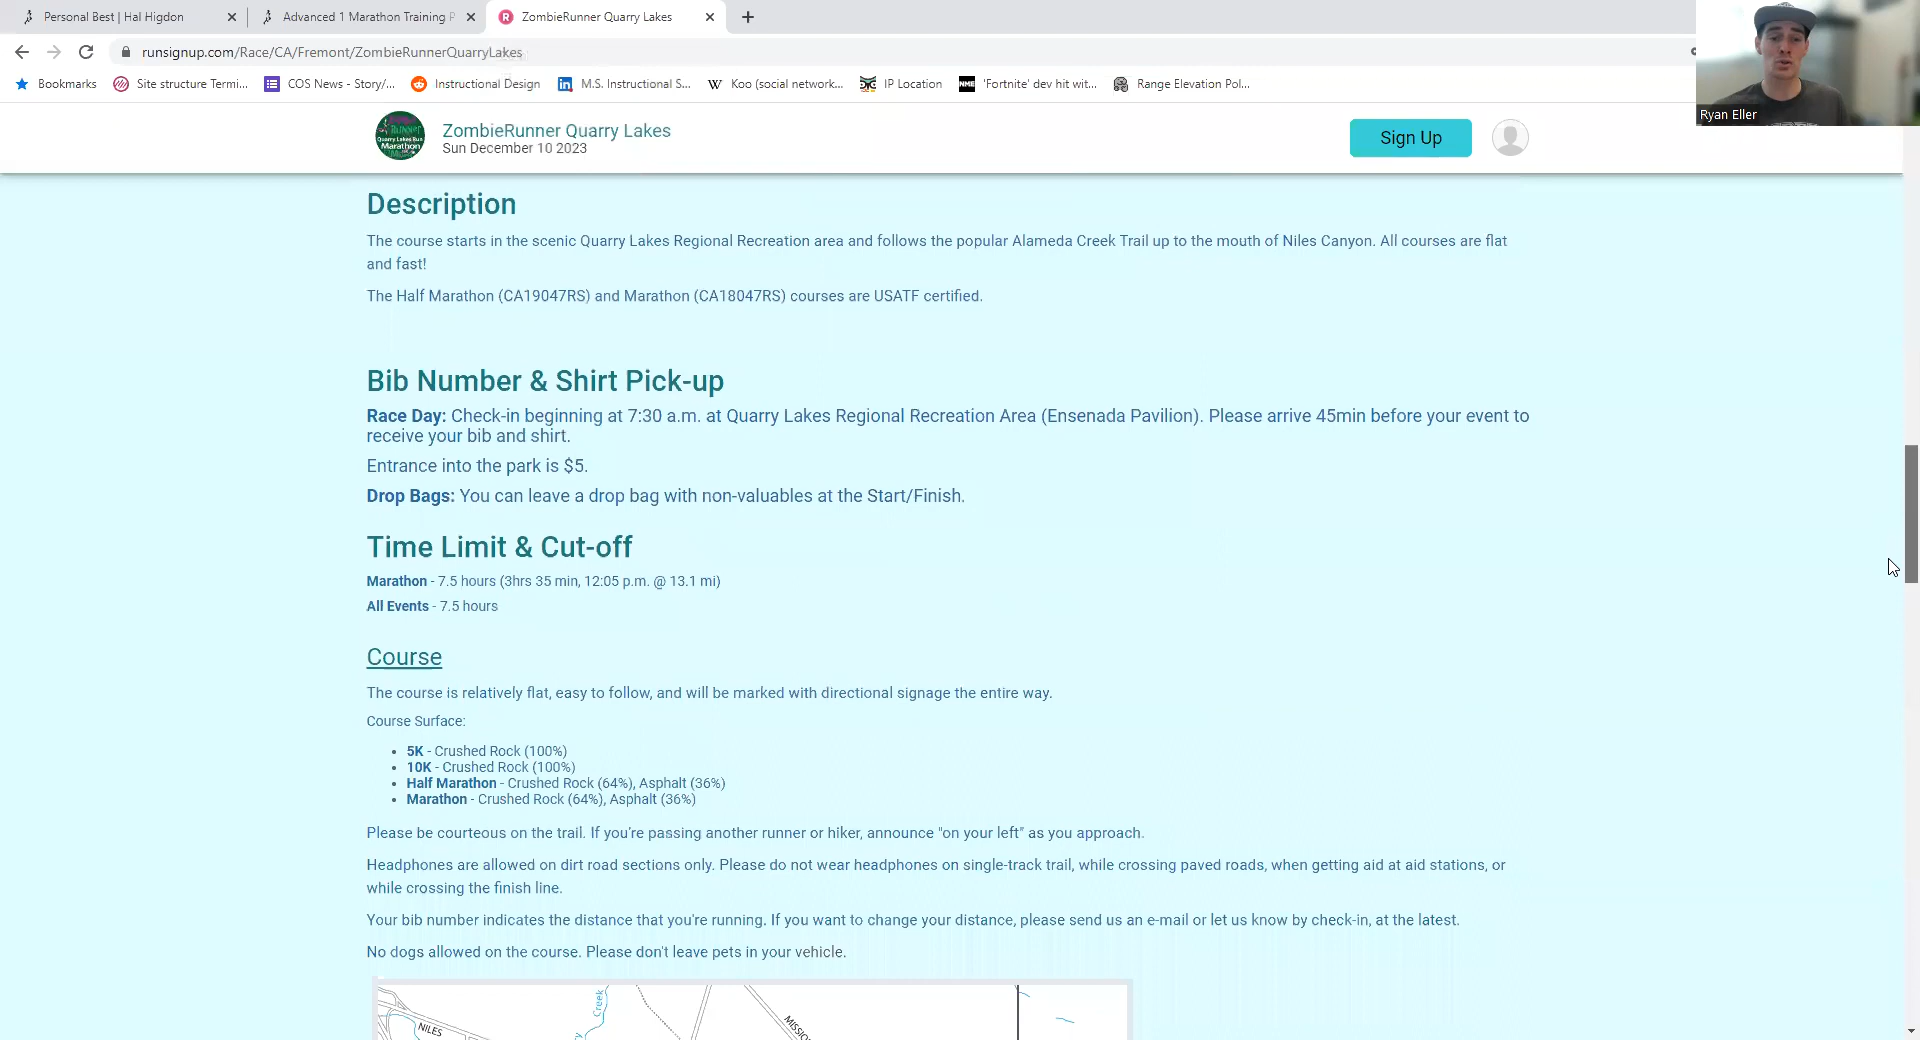 Personal Best | Hal Higdon
Advanced 1 Marathon Training P
ZombieRunner Quarry Lakes
runsignup.com/Race/CA/Fremont/ZombieRunnerQuarryLakes
Bookmarks
Site structure Termi...
COS News - Story/...
Instructional Design
M.S. Instructional S...
Koo (social network...
IP Location
'Fortnite' dev hit wit...
Range Elevation Pol...
Ryan Eller
ZombieRunner Quarry Lakes
Sun December 10 2023
Sign Up
Description
The course starts in the scenic Quarry Lakes Regional Recreation area and follows the popular Alameda Creek Trail up to the mouth of Niles Canyon. All courses are flat
and fast!
The Half Marathon (CA19047RS) and Marathon (CA18047RS) courses are USATF certified.
Bib Number & Shirt Pick-up
Race Day: Check-in beginning at 7:30 a.m. at Quarry Lakes Regional Recreation Area (Ensenada Pavilion). Please arrive 45min before your event to
receive your bib and shirt.
Entrance into the park is $5.
Drop Bags: You can leave a drop bag with non-valuables at the Start/Finish.
Time Limit & Cut-off
Marathon - 7.5 hours (3hrs 35 min, 12:05 p.m. @ 13.1 mi)
All Events - 7.5 hours
Course
The course is relatively flat, easy to follow, and will be marked with directional signage the entire way.
Course Surface:
• 5K - Crushed Rock (100%)
• 10K - Crushed Rock (100%)
• Half Marathon - Crushed Rock (64%), Asphalt (36%)
• Marathon - Crushed Rock (64%), Asphalt (36%)
Please be courteous on the trail. If you're passing another runner or hiker, announce "on your left" as you approach.
Headphones are allowed on dirt road sections only. Please do not wear headphones on single-track trail, while crossing paved roads, when getting aid at aid stations, or
while crossing the finish line.
Your bib number indicates the distance that you're running. If you want to change your distance, please send us an e-mail or let us know by check-in, at the latest.
No dogs allowed on the course. Please don't leave pets in your vehicle.
NILES
Creek